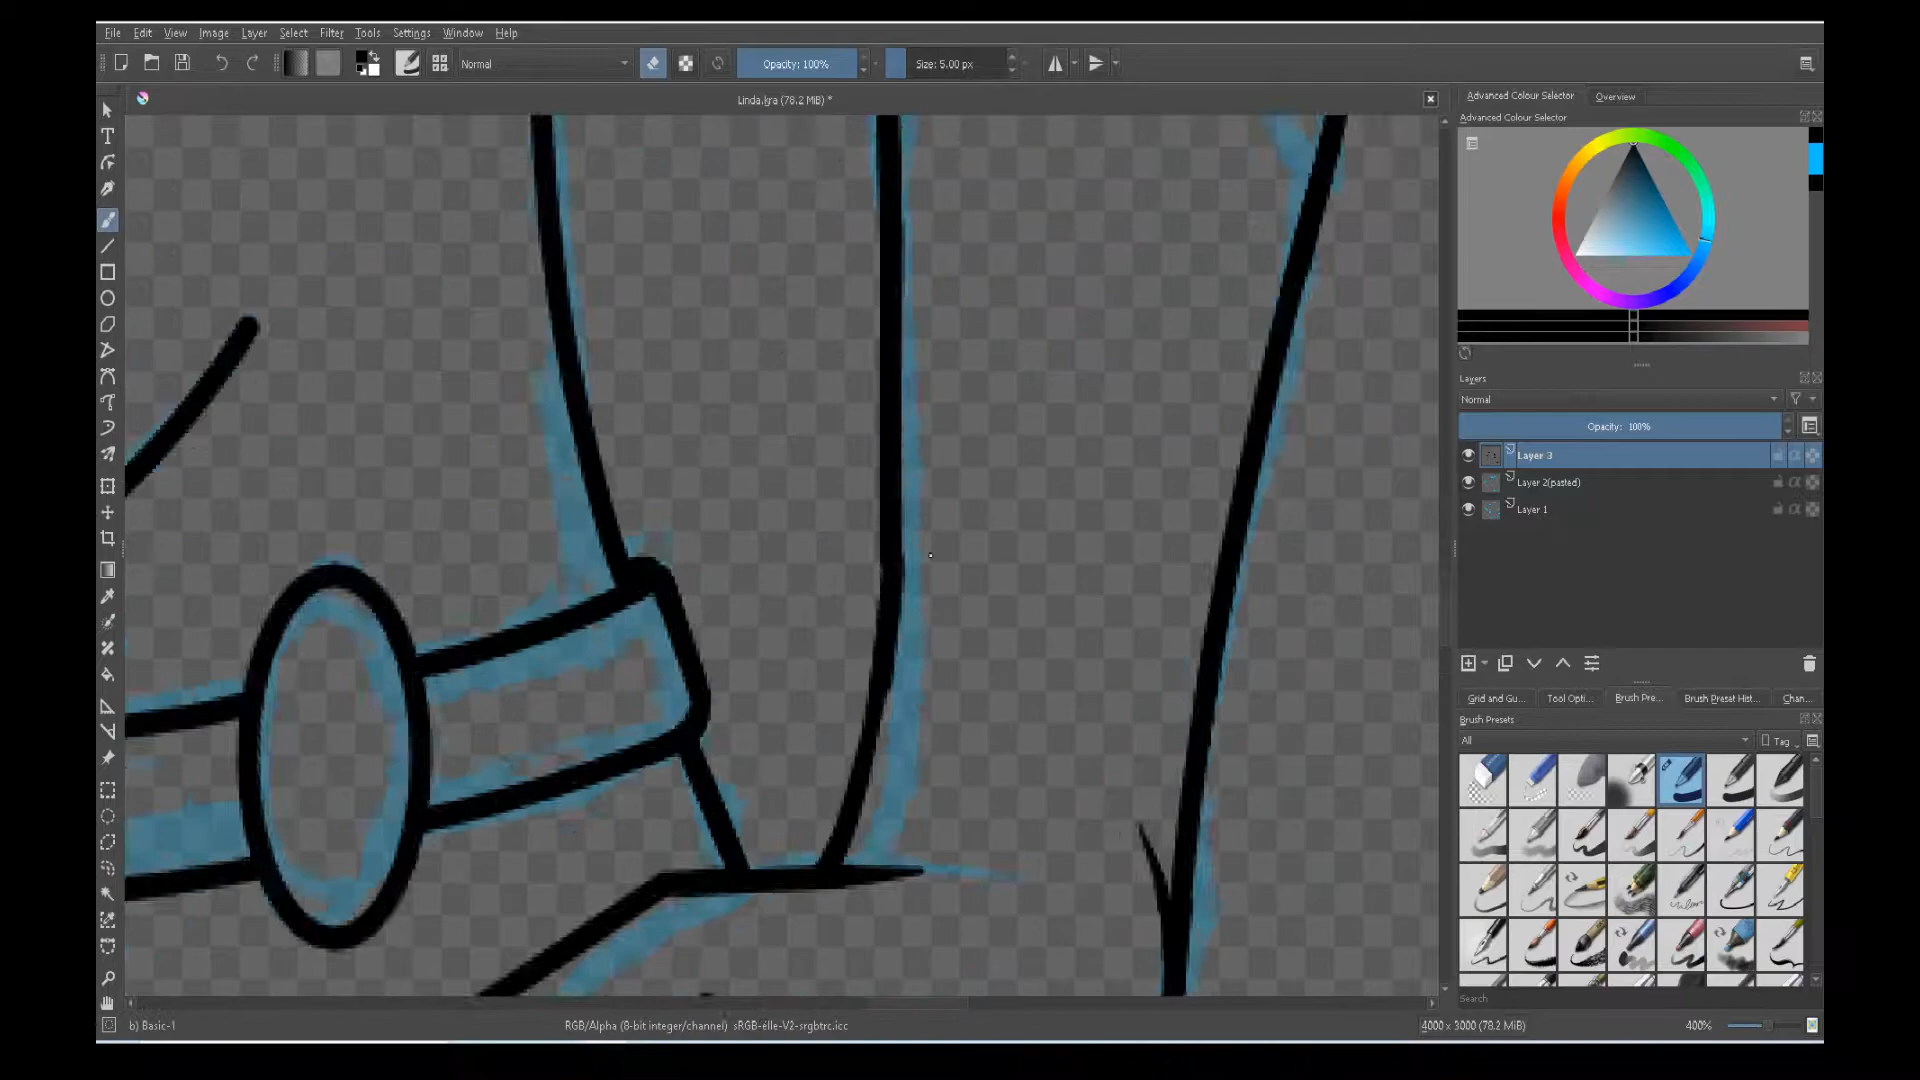 File Edit View Image Layer Select Filter Tools Settings Window Help
Normal Opacity: 100% Size: 5.00 px
Linda.kra (78.2 MiB) *
Advanced Colour Selector Overview
Advanced Colour Selector
Layers
Normal
Opacity: 100%
Layer 3
Layer 2(pasted)
Layer 1
Grid and Gu... Tool Opti... Brush Pre... Brush Preset Hist... Chan...
Brush Presets
All Tag
Search
b) Basic-1 RGB/Alpha (8-bit integer/channel) sRGB-elle-V2-srgbtrc.icc 4000 x 3000 (78.2 MiB) 400%